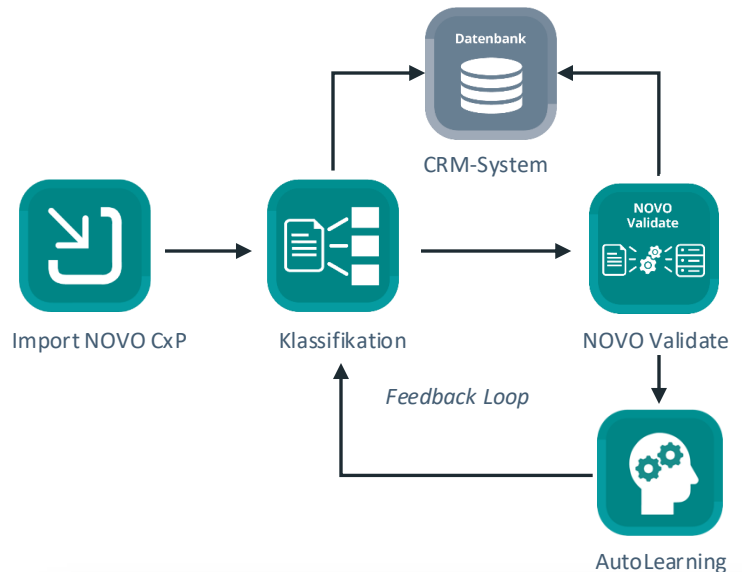 Datenbank
CRM-System
NOVO
Validate
Import NOVO CxP
Klassifikation
NOVO Validate
Feedback Loop
AutoLearning